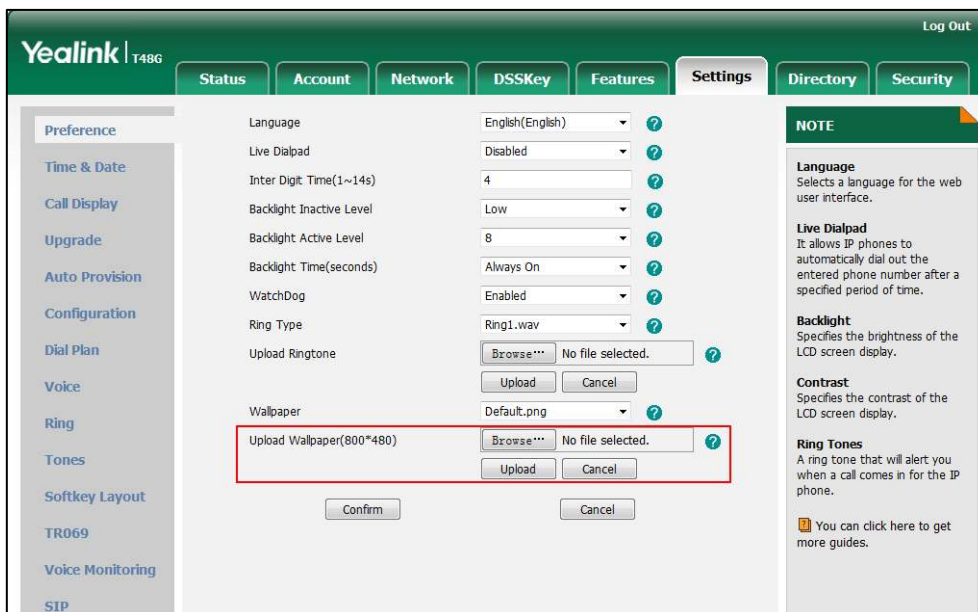 Log Out
Yealink T48G
Status Account Network DSSKey Features Settings Directory Security
Preference
Time & Date
Call Display
Upgrade
Auto Provision
Configuration
Dial Plan
Voice
Ring
Tones
Softkey Layout
TR069
Voice Monitoring
SIP
Language English(English) ?
Live Dialpad Disabled ?
Inter Digit Time(1~14s) 4 ?
Backlight Inactive Level Low ?
Backlight Active Level 8 ?
Backlight Time(seconds) Always On ?
WatchDog Enabled ?
Ring Type Ring1.wav ?
Upload Ringtone Browse··· No file selected. ?
Upload Cancel
Wallpaper Default.png ?
Upload Wallpaper(800*480) Browse··· No file selected. ?
Upload Cancel
Confirm Cancel
NOTE
Language
Selects a language for the web
user interface.
Live Dialpad
It allows IP phones to
automatically dial out the
entered phone number after a
specified period of time.
Backlight
Specifies the brightness of the
LCD screen display.
Contrast
Specifies the contrast of the
LCD screen display.
Ring Tones
A ring tone that will alert you
when a call comes in for the IP
phone.
? You can click here to get
more guides.